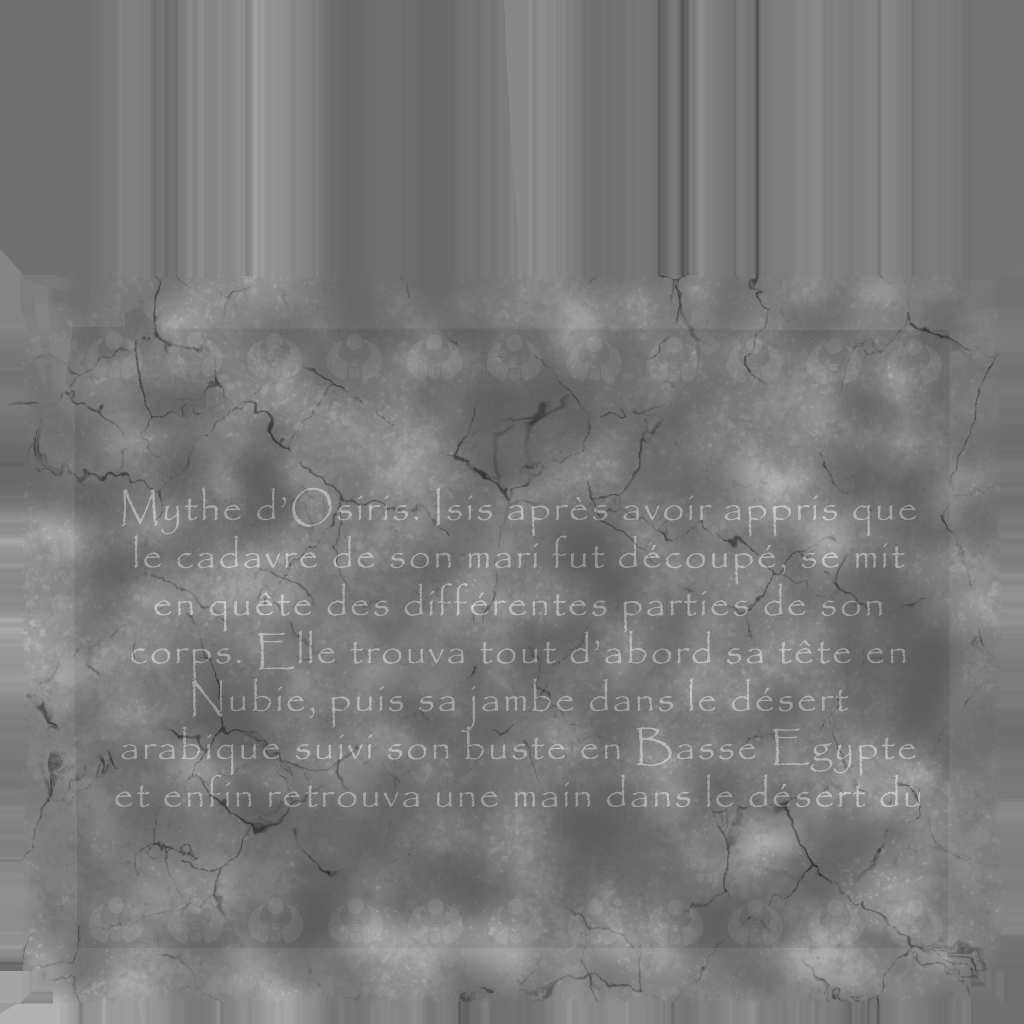 Mythe d'Osiris. Isis après avoir appris que
le cadavre de son mari fut découpé, se mit
en quête des différentes parties de son
corps. Elle trouva tout d'abord sa tête en
Nubie, puis sa jambe dans le désert
arabique suivi son buste en Basse Egypte
et enfin retrouva une main dans le désert du